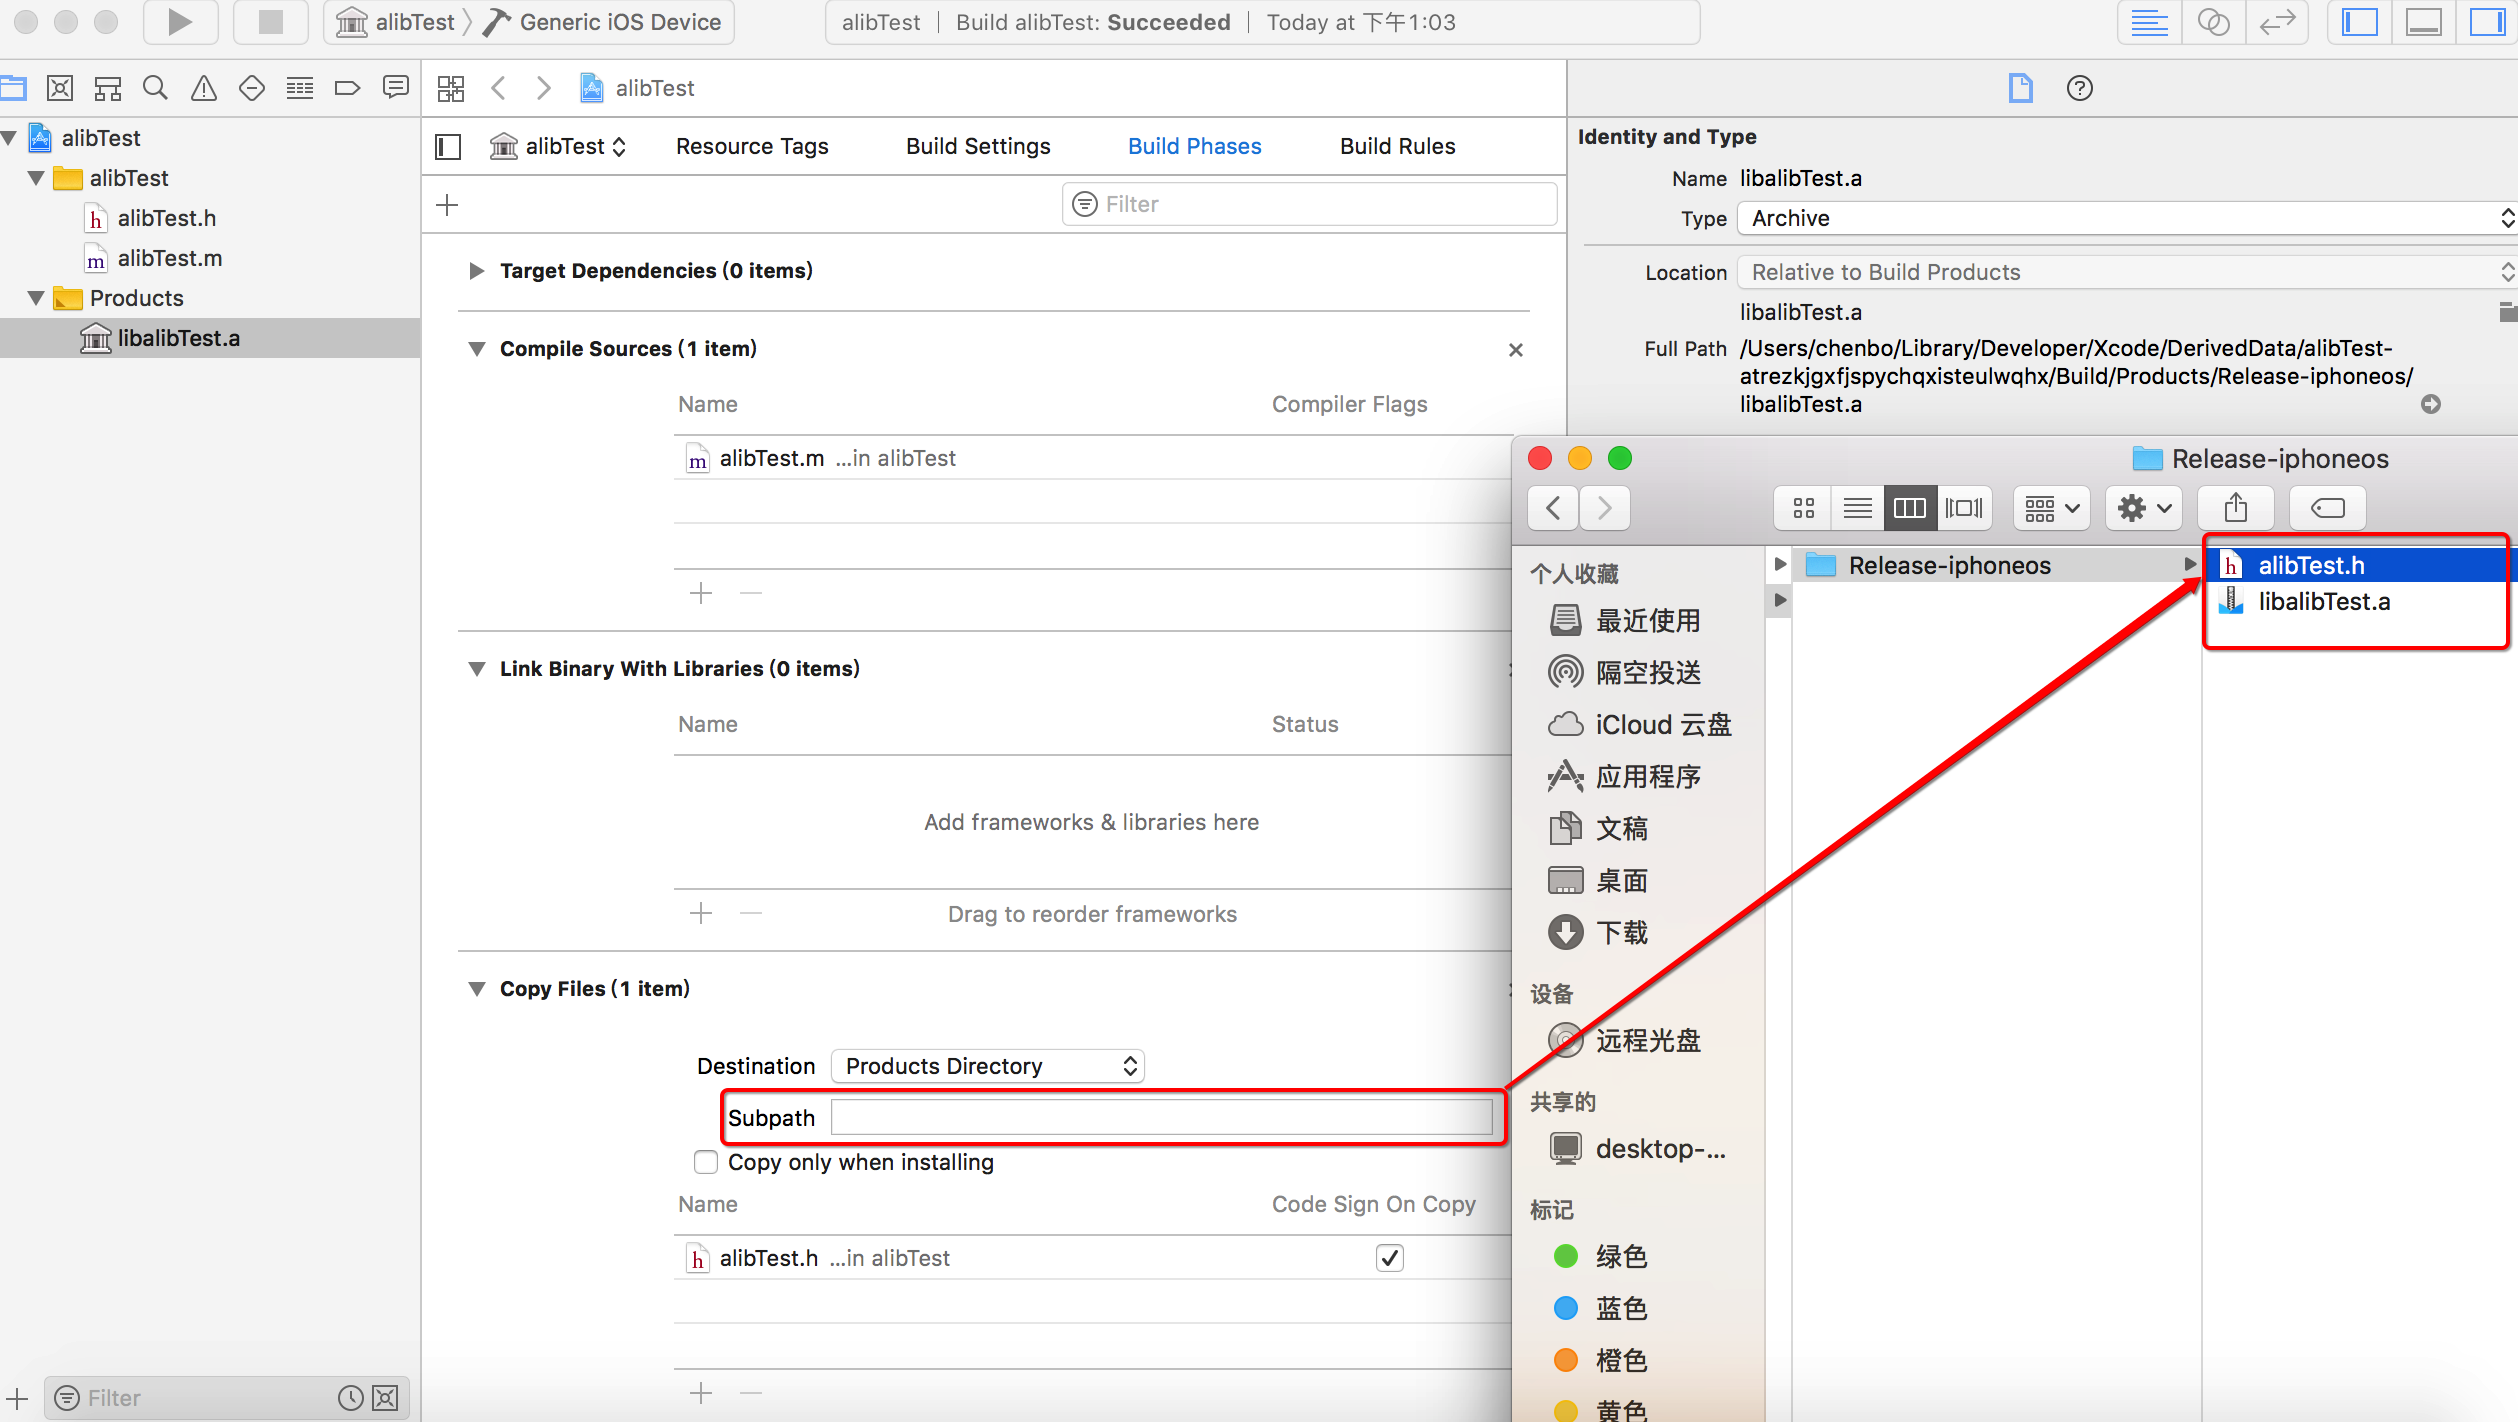 alibTest
Generic iOS Device
alibTest
Build alibTest: Succeeded
Today at 下午1:03
alibTest
alibTest
Resource Tags
Build Settings
Build Phases
Build Rules
Filter
alibTest
alibTest
h alibTest.h
m alibTest.m
Products
libalibTest.a
Filter
Target Dependencies (0 items)
Compile Sources (1 item)
Name
Compiler Flags
m alibTest.m ...in alibTest
Link Binary With Libraries (0 items)
Name
Status
Add frameworks & libraries here
Drag to reorder frameworks
Copy Files (1 item)
Destination Products Directory
Subpath
Copy only when installing
Name
Code Sign On Copy
h alibTest.h ...in alibTest
Identity and Type
Name libalibTest.a
Type Archive
Location Relative to Build Products
libalibTest.a
Full Path /Users/chenbo/Library/Developer/Xcode/DerivedData/alibTest-
atrezkjgxfjspychqxisteulwqhx/Build/Products/Release-iphoneos/
libalibTest.a
Release-iphoneos
个人收藏
最近使用
隔空投送
iCloud 云盘
应用程序
文稿
桌面
下载
设备
远程光盘
共享的
desktop-...
标记
绿色
蓝色
橙色
黄色
Release-iphoneos
h alibTest.h
libalibTest.a